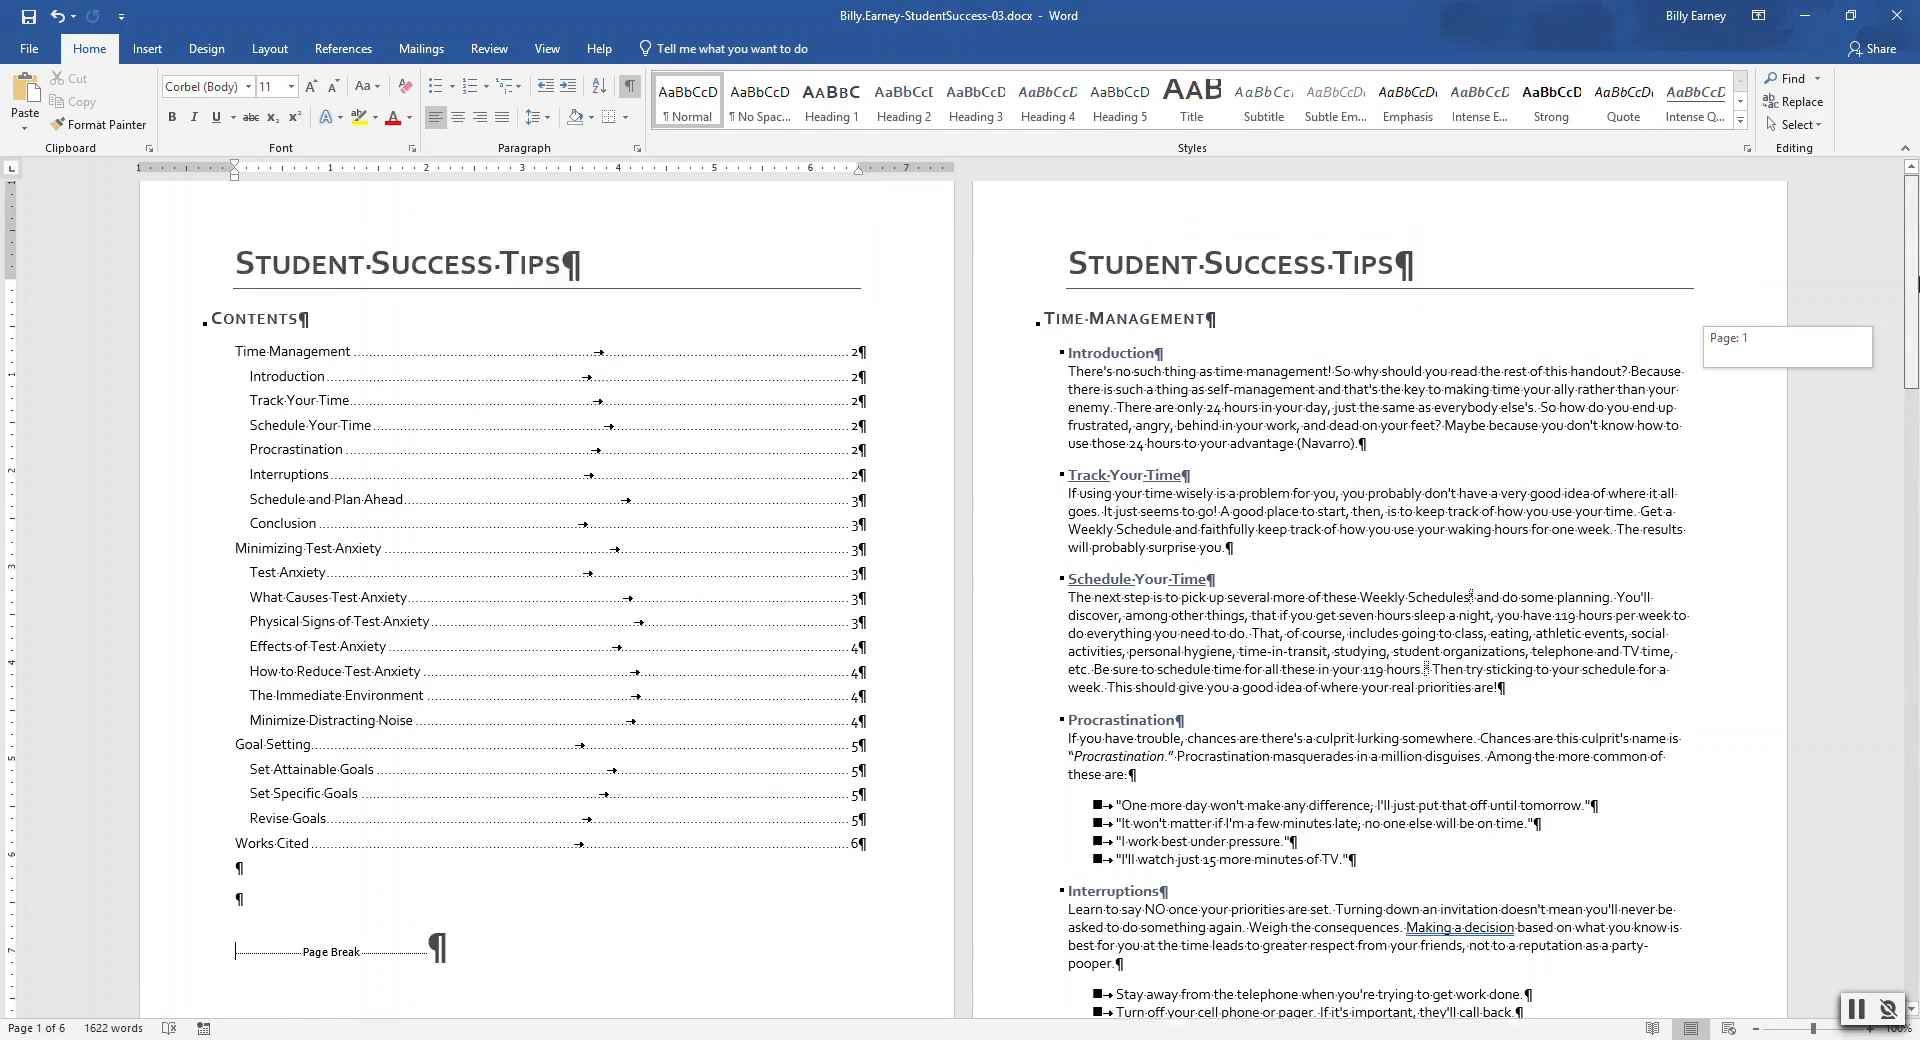 Billy.Earney-StudentSuccess-03.docx - Word
Billy Earney
File Home Insert Design Layout References Mailings Review View Help Tell me what you want to do Share
Paste
Cut
Copy
Format Painter
Clipboard
Corbel (Body) 11
Font
Paragraph
AaBbCcD AaBbCcD AaBbC AaBbCcD AaBbCcD AaBbCcD AaBbCcD AaB AaBbCcD AaBbCcD AaBbCcD AaBbCcD AaBbCcD AaBbCcD AaBbCcD
¶ Normal ¶ No Spac... Heading 1 Heading 2 Heading 3 Heading 4 Heading 5 Title Subtitle Subtle Em... Emphasis Intense E... Strong Quote Intense Q...
Styles
Find
Replace
Select
Editing
1 1 2 3 4 5 6 7
Student·Success·Tips¶
Contents¶
Time·Management 2¶
Introduction 2¶
Track·Your·Time 2¶
Schedule·Your·Time 2¶
Procrastination 2¶
Interruptions 2¶
Schedule·and·Plan·Ahead 3¶
Conclusion 3¶
Minimizing·Test·Anxiety 3¶
Test·Anxiety 3¶
What·Causes·Test·Anxiety 3¶
Physical·Signs·of·Test·Anxiety 3¶
Effects·of·Test·Anxiety 4¶
How·to·Reduce·Test·Anxiety 4¶
The·Immediate·Environment 4¶
Minimize·Distracting·Noise 4¶
Goal·Setting 5¶
Set·Attainable·Goals 5¶
Set·Specific·Goals 5¶
Revise·Goals 5¶
Works·Cited 6¶
¶
¶
Page Break ¶
Student·Success·Tips¶
Time·Management¶
Introduction¶
There's·no·such·thing·as·time·management!·So·why·should·you·read·the·rest·of·this·handout?·Because·
there·is·such·a·thing·as·self-management·and·that's·the·key·to·making·time·your·ally·rather·than·your·
enemy.·There·are·only·24·hours·in·your·day,·just·the·same·as·everybody·else's.·So·how·do·you·end·up·
frustrated,·angry,·behind·in·your·work,·and·dead·on·your·feet?·Maybe·because·you·don't·know·how·to·
use·those·24·hours·to·your·advantage·(Navarro).¶
Track·Your·Time¶
If·using·your·time·wisely·is·a·problem·for·you,·you·probably·don't·have·a·very·good·idea·of·where·it·all·
goes.·It·just·seems·to·go!·A·good·place·to·start,·then,·is·to·keep·track·of·how·you·use·your·time.·Get·a·
Weekly·Schedule·and·faithfully·keep·track·of·how·you·use·your·waking·hours·for·one·week.·The·results·
will·probably·surprise·you.¶
Schedule·Your·Time¶
The·next·step·is·to·pick·up·several·more·of·these·Weekly·Schedules·and·do·some·planning.·You'll·
discover,·among·other·things,·that·if·you·get·seven·hours·sleep·a·night,·you·have·119·hours·per·week·to·
do·everything·you·need·to·do.·That,·of·course,·includes·going·to·class,·eating,·athletic·events,·social·
activities,·personal·hygiene,·time·in·transit,·studying,·student·organizations,·telephone·and·TV·time,·
etc.·Be·sure·to·schedule·time·for·all·these·in·your·119·hours.·Then·try·sticking·to·your·schedule·for·a·
week.·This·should·give·you·a·good·idea·of·where·your·real·priorities·are!¶
Procrastination¶
If·you·have·trouble,·chances·are·there's·a·culprit·lurking·somewhere.·Chances·are·this·culprit's·name·is·
“Procrastination.”·Procrastination·masquerades·in·a·million·disguises.·Among·the·more·common·of·
these·are:¶
"One·more·day·won't·make·any·difference;·I'll·just·put·that·off·until·tomorrow."¶
"It·won't·matter·if·I'm·a·few·minutes·late;·no·one·else·will·be·on·time."¶
"I·work·best·under·pressure."¶
"I'll·watch·just·15·more·minutes·of·TV."¶
Interruptions¶
Learn·to·say·NO·once·your·priorities·are·set.·Turning·down·an·invitation·doesn't·mean·you'll·never·be·
asked·to·do·something·again.·Weigh·the·consequences.·Making·a·decision·based·on·what·you·know·is·
best·for·you·at·the·time·leads·to·greater·respect·from·your·friends,·not·to·a·reputation·as·a·party-
pooper.¶
Stay·away·from·the·telephone·when·you're·trying·to·get·work·done.¶
Turn·off·your·cell·phone·or·pager.·If·it's·important,·they'll·call·back.¶
Page: 1
Page 1 of 6 1622 words 100%